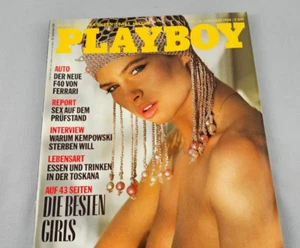 PLAYBOY
AUTO
DER NEUE
F40 VON
FERRARI
REPORT
SEX AUF DEM
PRÜFSTAND
INTERVIEW
WARUM KEMPOWSKI
STERBEN WILL
LEBENSART
ESSEN UND TRINKEN
IN DER TOSKANA
AUF 43 SEITEN
DIE BESTEN
GIRLS